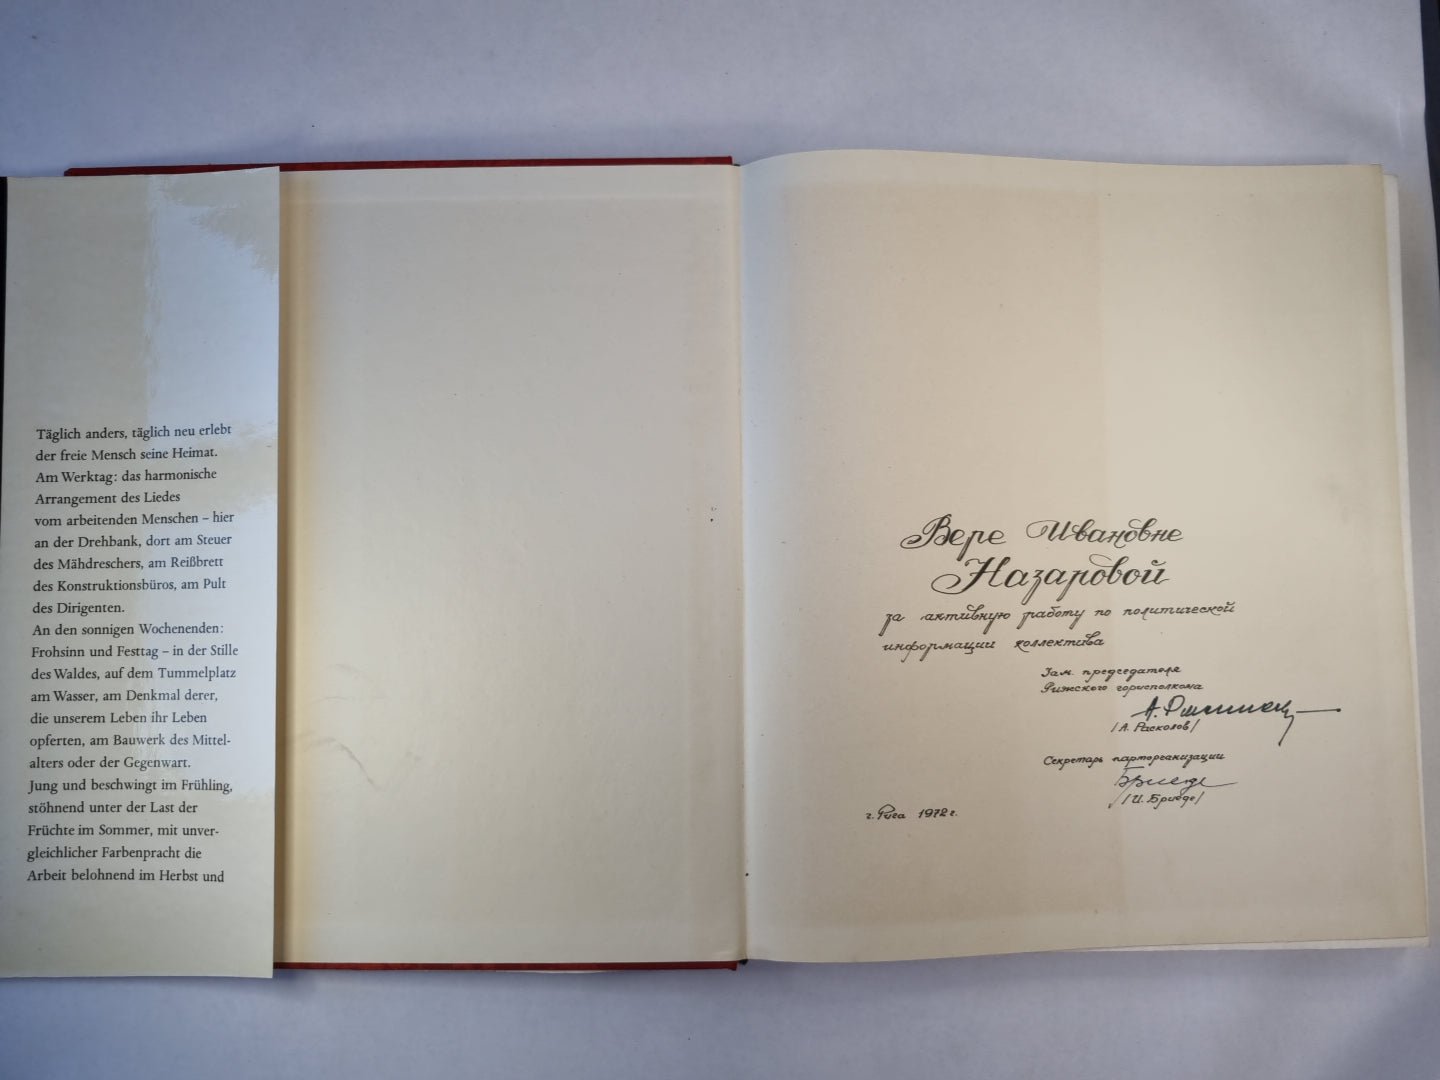 Täglich anders, täglich neu erlebt
der freie Mensch seine Heimat.
Am Werktag: das harmonische
Arrangement des Liedes
vom arbeitenden Menschen – hier
an der Drehbank, dort am Steuer
des Mähdreschers, am Reißbrett
des Konstruktionsbüros, am Pult
des Dirigenten.
An den sonnigen Wochenenden:
Frohsinn und Festtag – in der Stille
des Waldes, auf dem Tummelplatz
am Wasser, am Denkmal derer,
die unserem Leben ihr Leben
opferten, am Bauwerk des Mittel-
alters oder der Gegenwart.
Jung und beschwingt im Frühling,
stöhnend unter der Last der
Früchte im Sommer, mit unver-
gleichlicher Farbenpracht die
Arbeit belohnend im Herbst und
Вере Ивановне
Назаровой
за активную работу по политической
информации коллектива
Зам. председателя
Рижского горисполкома
/А. Расколов/
Секретарь парторганизации
Бриеде
/И. Бриеде/
г. Рига 1972 г.